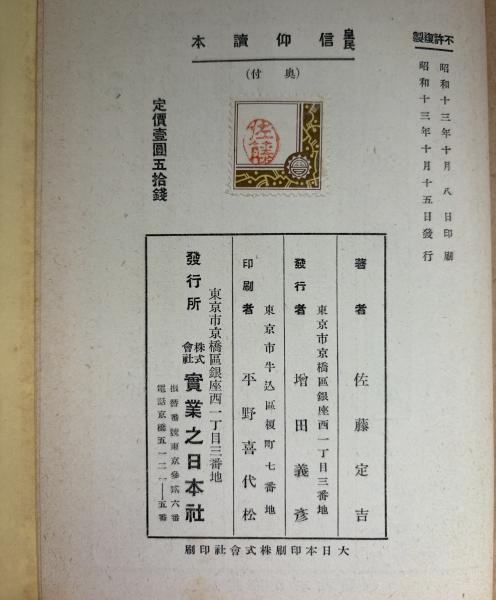 不許複製
昭和十三年十月八日印刷
昭和十三年十月十五日發行
皇民信仰讀本
(奥付)
佐藤
定價壹圓五拾錢
著者 佐藤定吉
東京市京橋區銀座西一丁目三番地
發行者 增田義彥
東京市牛込區榎町七番地
印刷者 平野喜代松
東京市京橋區銀座西一丁目三番地
發行所 株式會社 實業之日本社
振替番號東京參貳六番
電話京橋五一二一―五番
大日本印刷株式會社印刷